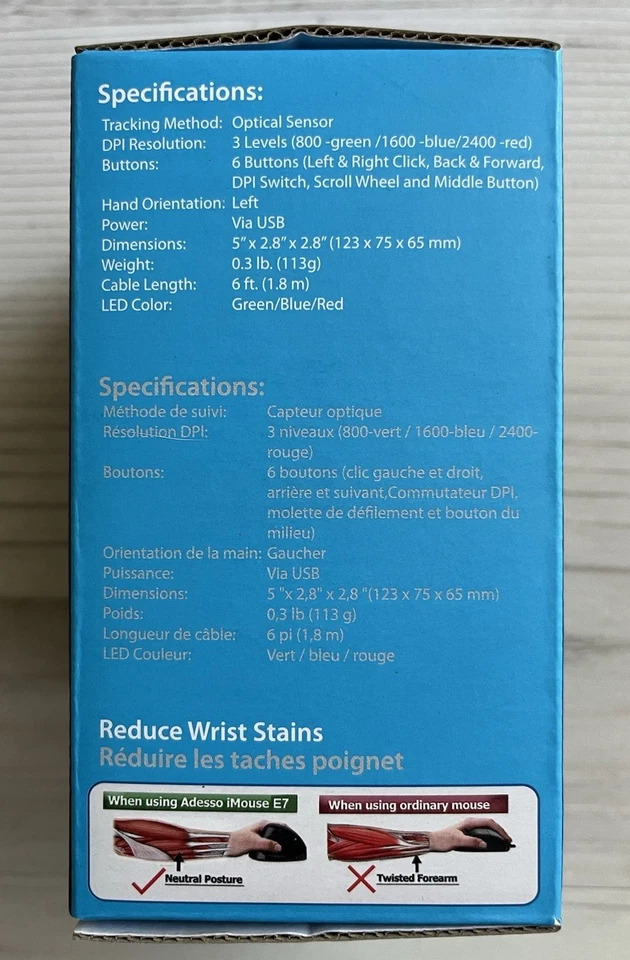 Specifications:
Tracking Method: Optical Sensor
DPI Resolution: 3 Levels (800 -green /1600 -blue/2400 -red)
Buttons: 6 Buttons (Left & Right Click, Back & Forward,
DPI Switch, Scroll Wheel and Middle Button)
Hand Orientation: Left
Power: Via USB
Dimensions: 5" x 2.8" x 2.8" (123 x 75 x 65 mm)
Weight: 0.3 lb. (113g)
Cable Length: 6 ft. (1.8 m)
LED Color: Green/Blue/Red
Specifications:
Méthode de suivi: Capteur optique
Résolution DPI: 3 niveaux (800-vert / 1600-bleu / 2400-
rouge)
Boutons: 6 boutons (clic gauche et droit,
arrière et suivant,Commutateur DPI,
molette de défilement et bouton du
milieu)
Orientation de la main: Gaucher
Puissance: Via USB
Dimensions: 5 "x 2,8" x 2,8 "(123 x 75 x 65 mm)
Poids: 0,3 lb (113 g)
Longueur de câble: 6 pi (1,8 m)
LED Couleur: Vert / bleu / rouge
Reduce Wrist Stains
Réduire les taches poignet
When using Adesso iMouse E7
When using ordinary mouse
Neutral Posture
Twisted Forearm